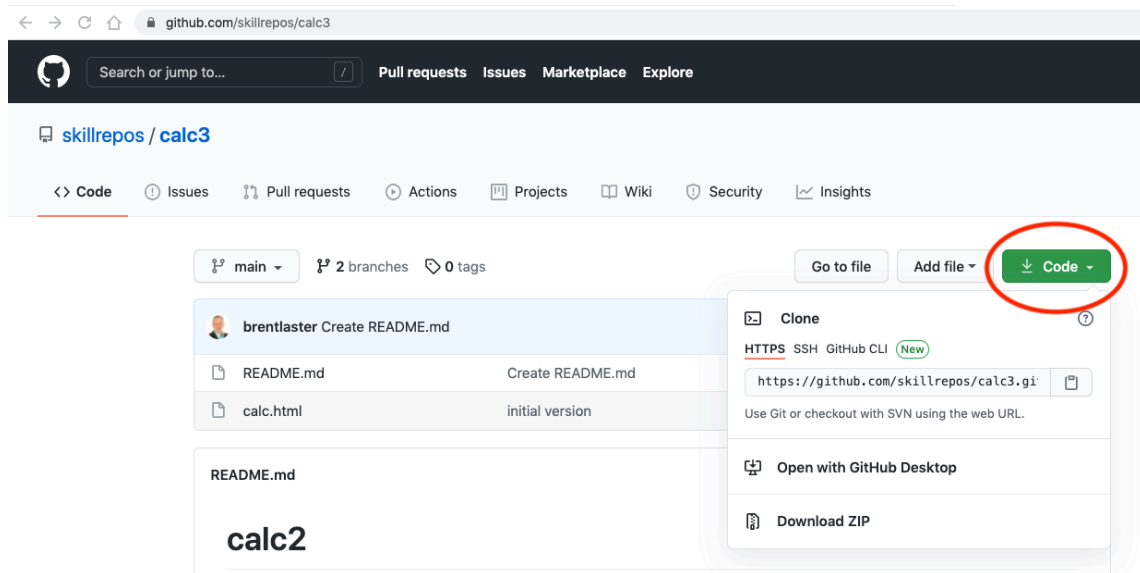 github.com/skillrepos/calc3
Search or jump to... / Pull requests Issues Marketplace Explore
skillrepos / calc3
<> Code Issues Pull requests Actions Projects Wiki Security Insights
main 2 branches 0 tags Go to file Add file Code
brentlaster Create README.md
README.md Create README.md
calc.html initial version
Clone
HTTPS SSH GitHub CLI New
https://github.com/skillrepos/calc3.gi
Use Git or checkout with SVN using the web URL.
Open with GitHub Desktop
Download ZIP
README.md
calc2